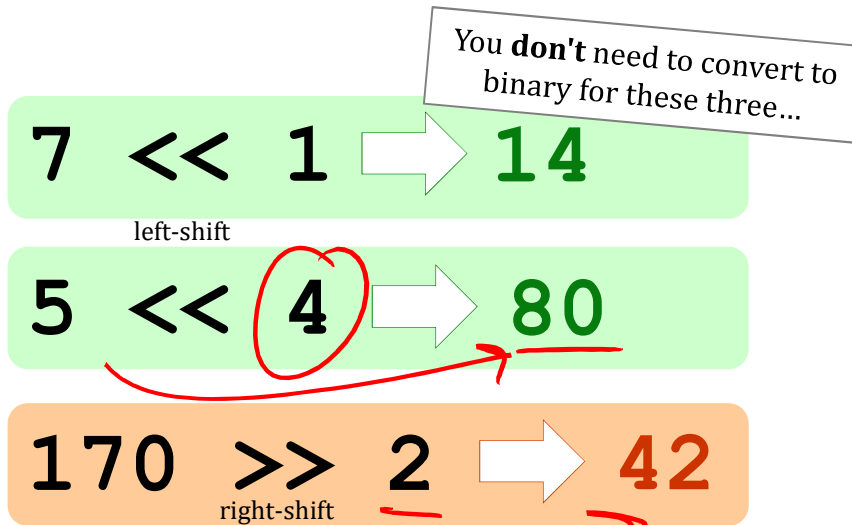 You don't need to convert to
binary for these three...
7 << 1 14
left-shift
5 << 4 80
170 >> 2 42
right-shift